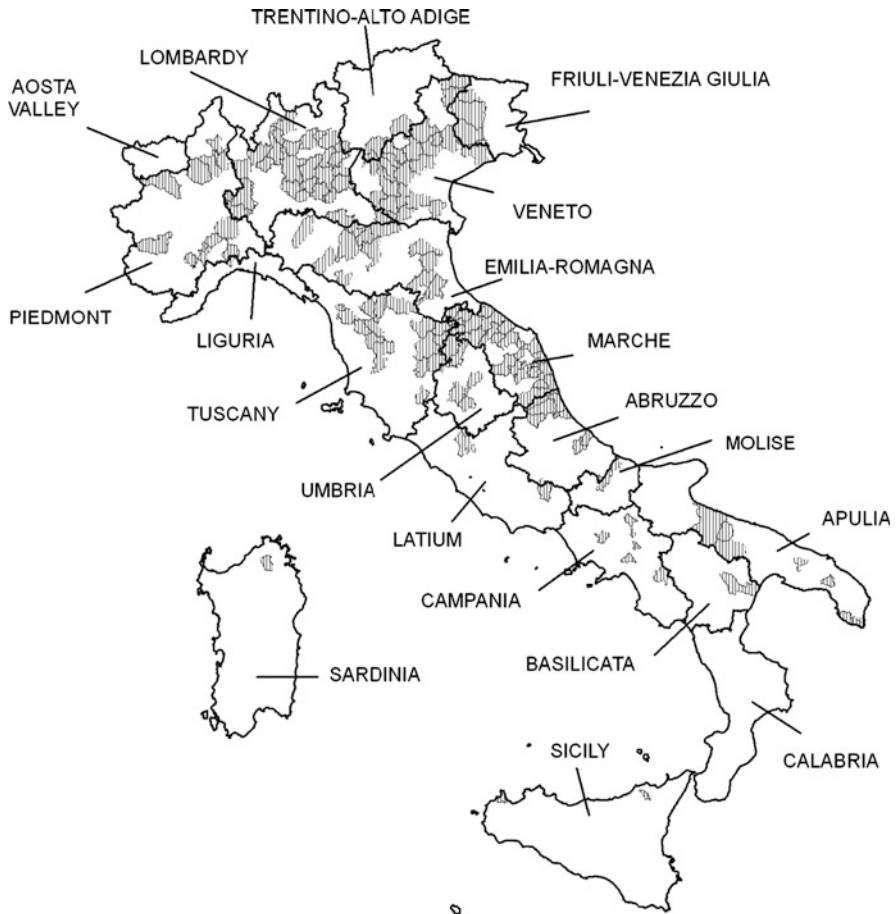 TRENTINO-ALTO ADIGE
LOMBARDY
AOSTA
VALLEY
FRIULI-VENEZIA GIULIA
VENETO
EMILIA-ROMAGNA
PIEDMONT
LIGURIA
MARCHE
TUSCANY
ABRUZZO
MOLISE
UMBRIA
APULIA
LATIUM
CAMPANIA
BASILICATA
SARDINIA
SICILY
CALABRIA